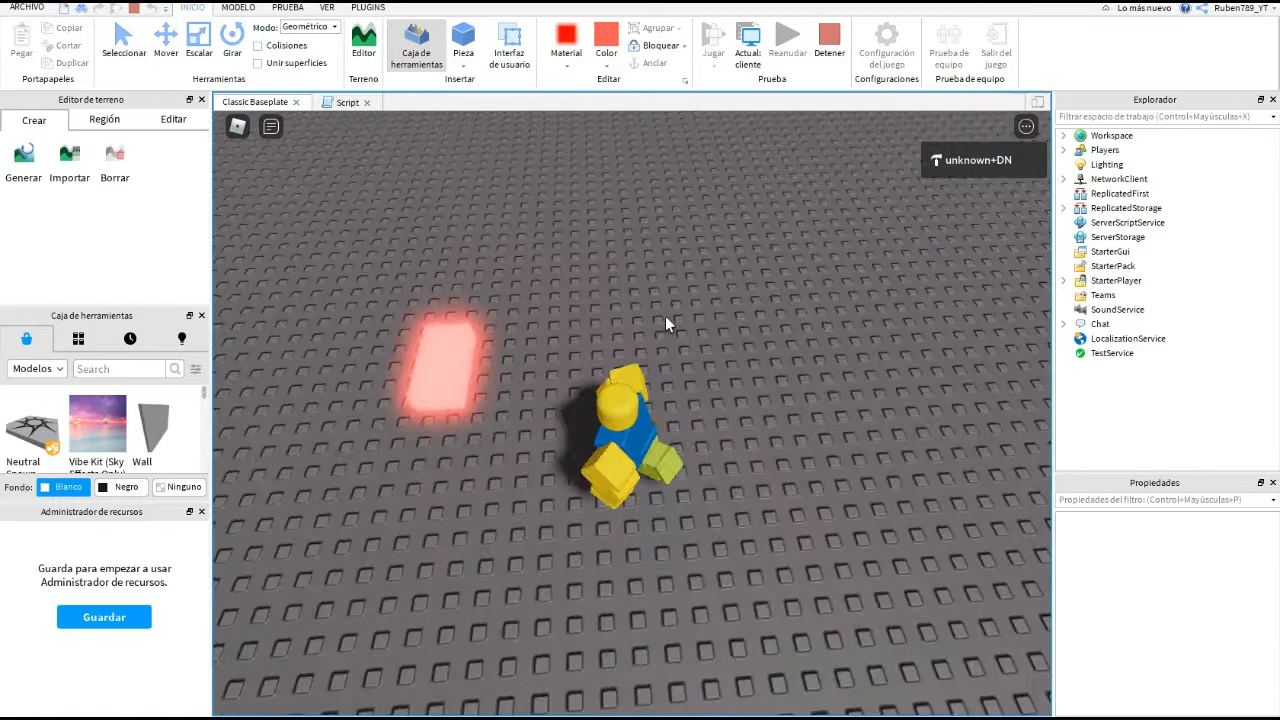 ARCHIVO INICIO MODELO PRUEBA VER PLUGINS Lo más nuevo Ruben789_YT
Pegar
Copiar
Cortar
Duplicar
Portapapeles
Seleccionar
Mover
Escalar
Girar
Modo: Geométrico
Colisiones
Unir superficies
Herramientas
Editor
Terreno
Caja de
herramientas
Pieza
Interfaz
de usuario
Insertar
Material
Color
Agrupar
Bloquear
Anclar
Editar
Jugar
Actual:
cliente
Reanudar
Detener
Prueba
Configuración
del juego
Configuraciones
Prueba de
equipo
Salir del
juego
Prueba de equipo
Editor de terreno
Crear Región Editar
Generar Importar Borrar
Caja de herramientas
Modelos Search
Neutral
Vibe Kit (Sky
Wall
Fondo: Blanco Negro Ninguno
Administrador de recursos
Guarda para empezar a usar
Administrador de recursos.
Guardar
Classic Baseplate Script
unknown+DN
Explorador
Filtrar espacio de trabajo (Control+Mayúsculas+X)
Workspace
Players
Lighting
NetworkClient
ReplicatedFirst
ReplicatedStorage
ServerScriptService
ServerStorage
StarterGui
StarterPack
StarterPlayer
Teams
SoundService
Chat
LocalizationService
TestService
Propiedades
Propiedades del filtro: (Control+Mayúsculas+P)